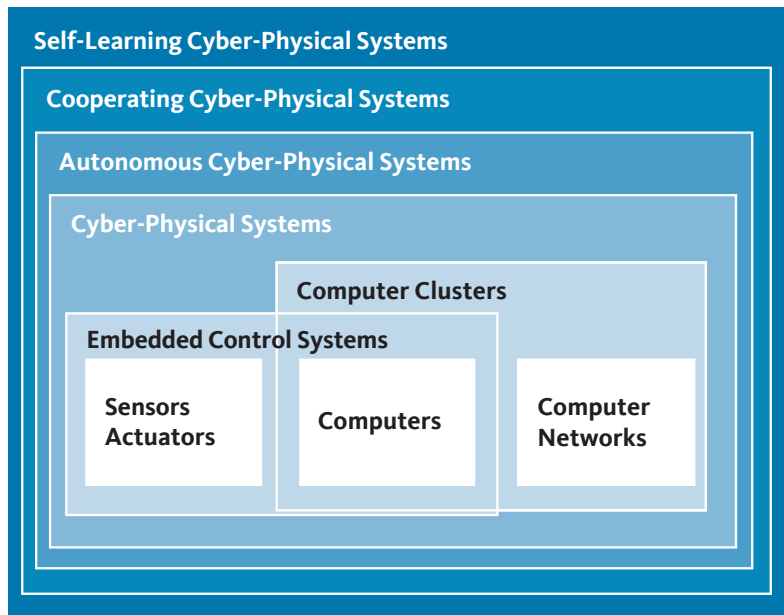 Self-Learning Cyber-Physical Systems
Cooperating Cyber-Physical Systems
Autonomous Cyber-Physical Systems
Cyber-Physical Systems
Computer Clusters
Embedded Control Systems
Sensors
Actuators
Computers
Computer
Networks